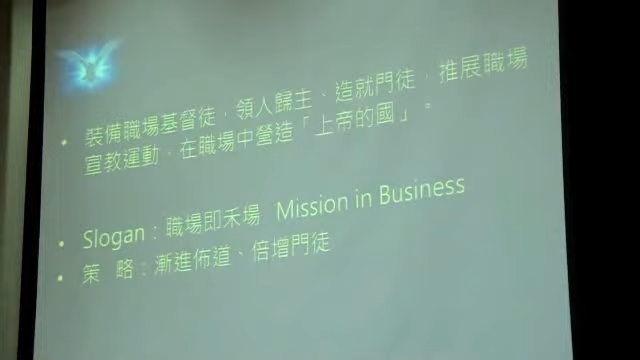 • 裝備職場基督徒，領人歸主、造就門徒，推展職場
宣教運動，在職場中營造「上帝的國」。
• Slogan：職場即禾場 Mission in Business
• 策 略：漸進佈道、倍增門徒